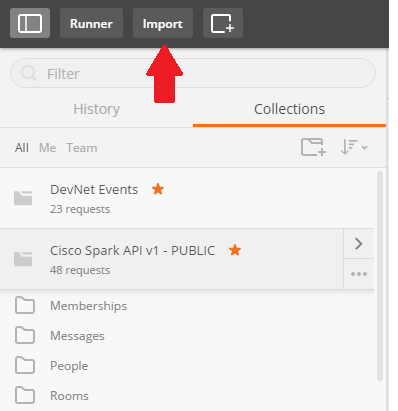 Runner Import
Filter
History Collections
All Me Team
DevNet Events
23 requests
Cisco Spark API v1 - PUBLIC
48 requests
Memberships
Messages
People
Rooms